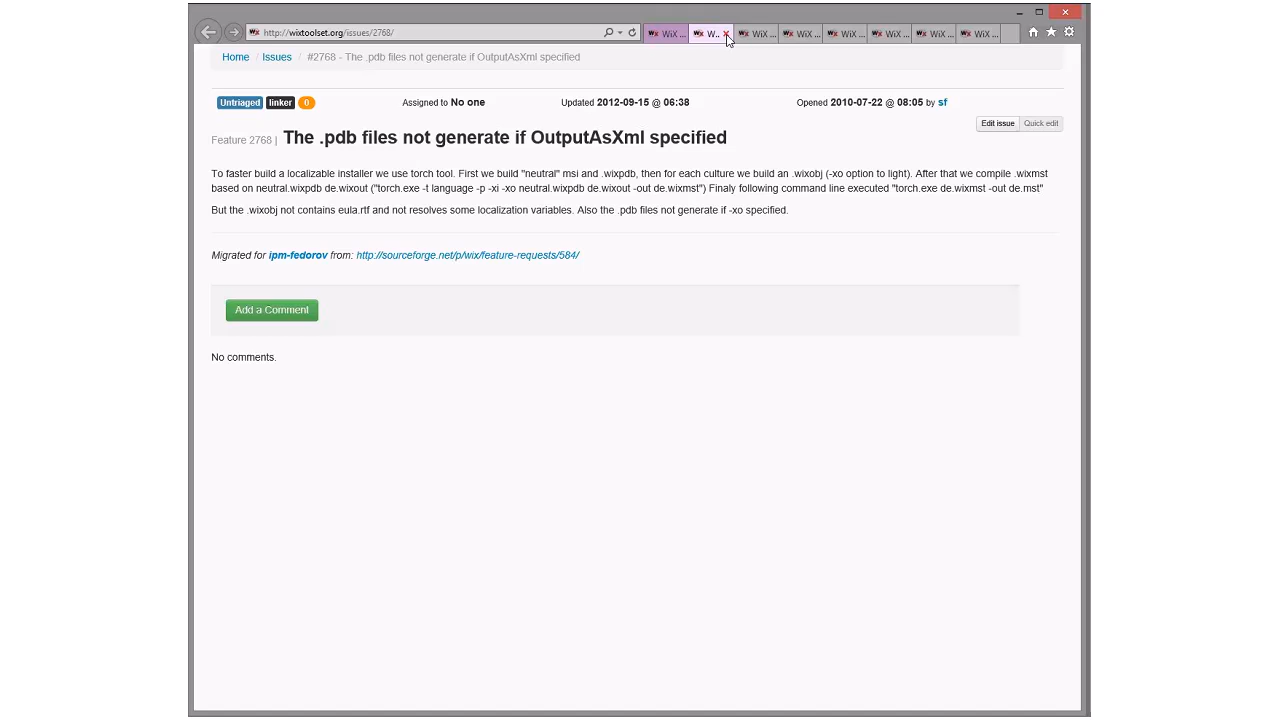 http://wixtoolset.org/issues/2768/
WiX ... W.. WiX ... WiX ... WiX ... WiX ... WiX ... WiX ...
Home / Issues / #2768 - The .pdb files not generate if OutputAsXml specified
Untriaged linker 0 Assigned to No one Updated 2012-09-15 @ 06:38 Opened 2010-07-22 @ 08:05 by sf
Edit issue Quick edit
Feature 2768 | The .pdb files not generate if OutputAsXml specified
To faster build a localizable installer we use torch tool. First we build "neutral" msi and .wixpdb, then for each culture we build an .wixobj (-xo option to light). After that we compile .wixmst
based on neutral.wixpdb de.wixout ("torch.exe -t language -p -xi -xo neutral.wixpdb de.wixout -out de.wixmst") Finaly following command line executed "torch.exe de.wixmst -out de.mst"
But the .wixobj not contains eula.rtf and not resolves some localization variables. Also the .pdb files not generate if -xo specified.
Migrated for ipm-fedorov from: http://sourceforge.net/p/wix/feature-requests/584/
Add a Comment
No comments.